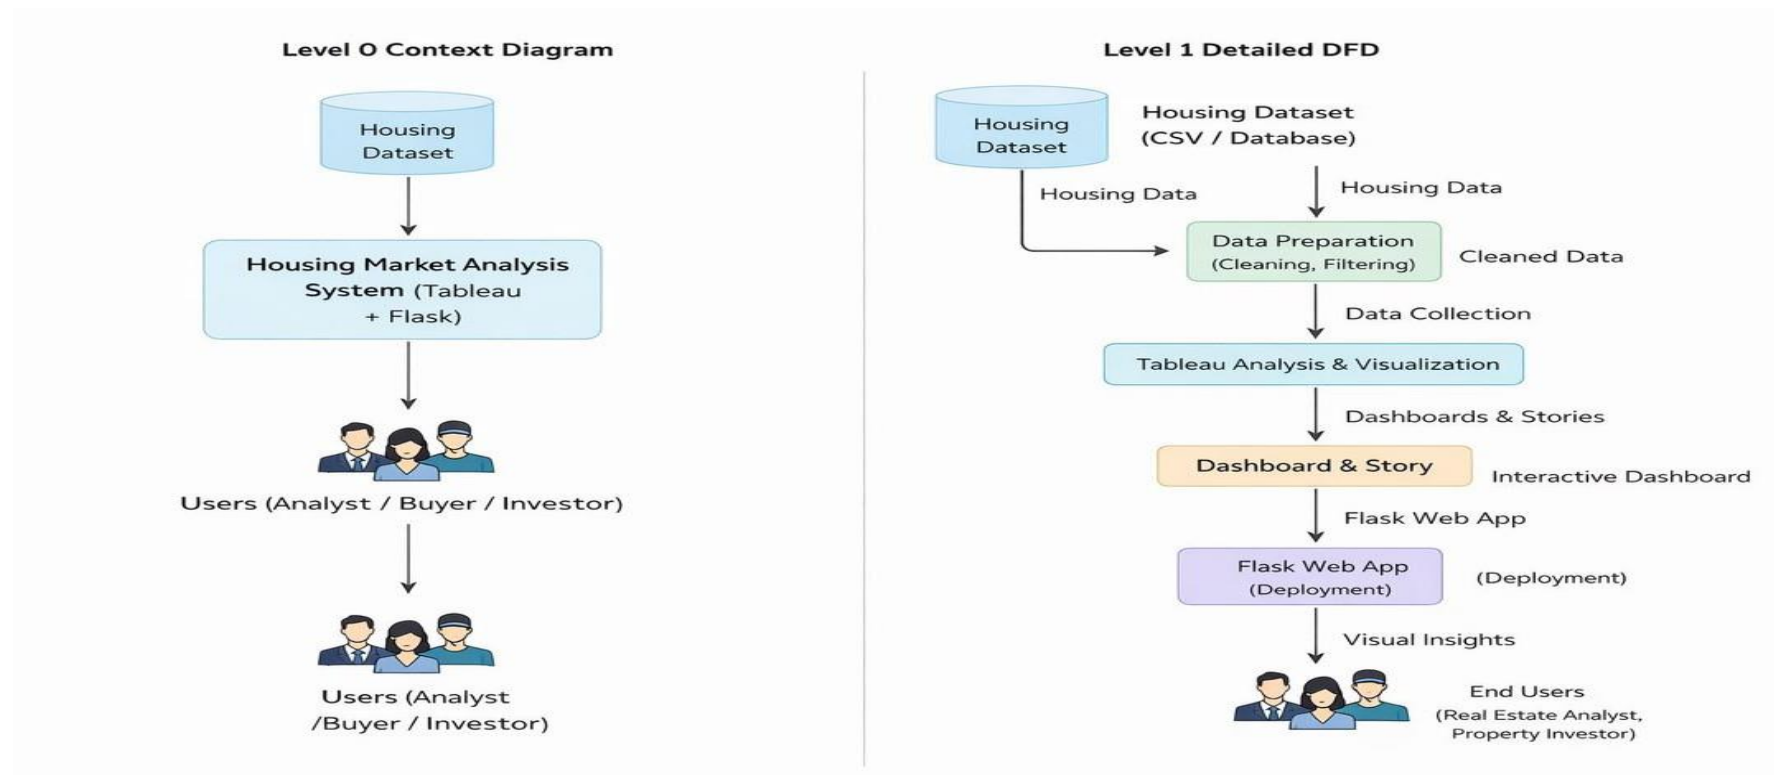 Level 0 Context Diagram
Housing
Dataset
Housing Market Analysis
System (Tableau
+ Flask)
Users (Analyst / Buyer / Investor)
Users (Analyst
/Buyer / Investor)
Level 1 Detailed DFD
Housing
Dataset
Housing Dataset
(CSV / Database)
Housing Data
Housing Data
Data Preparation
(Cleaning, Filtering)
Cleaned Data
Data Collection
Tableau Analysis & Visualization
Dashboards & Stories
Dashboard & Story
Interactive Dashboard
Flask Web App
Flask Web App
(Deployment)
(Deployment)
Visual Insights
End Users
(Real Estate Analyst,
Property Investor)